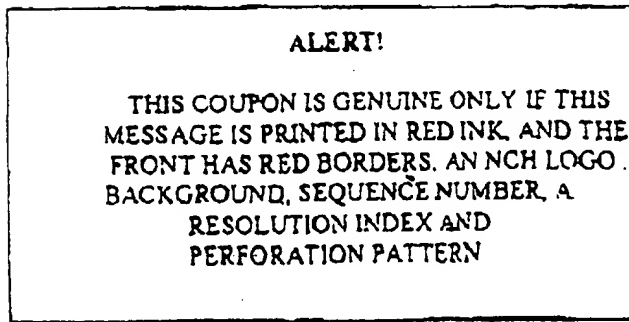 ALERT!
THIS COUPON IS GENUINE ONLY IF THIS
MESSAGE IS PRINTED IN RED INK. AND THE
FRONT HAS RED BORDERS. AN NCH LOGO.
BACKGROUND, SEQUENCE NUMBER, A
RESOLUTION INDEX AND
PERFORATION PATTERN